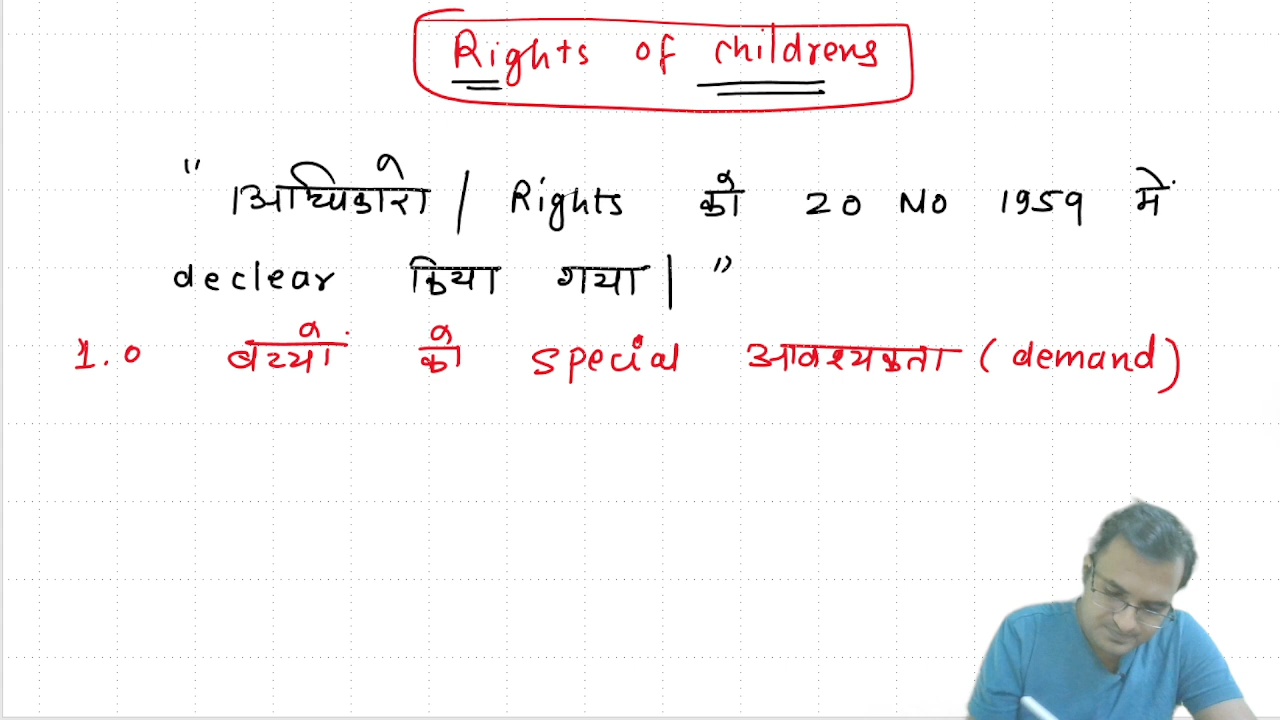 Rights of childrens
" अधिकारो / Rights को 20 No 1959 में
declear किया गया | "
1.0 बच्चों को special आवश्यकता ( demand )